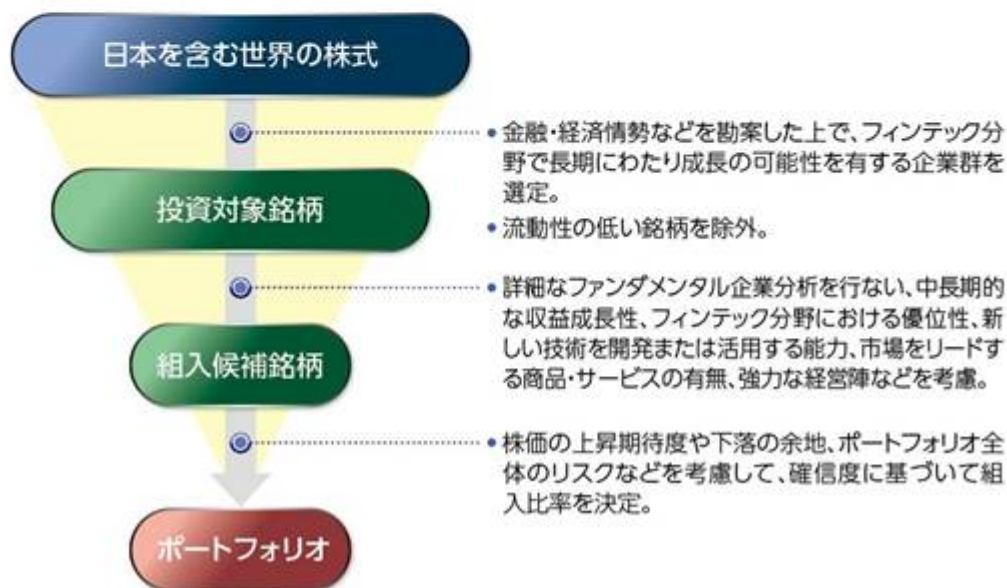 日本を含む世界の株式
• 金融・経済情勢などを勘案した上で、フィンテック分
野で長期にわたり成長の可能性を有する企業群を
選定。
投資対象銘柄
• 流動性の低い銘柄を除外。
• 詳細なファンダメンタル企業分析を行ない、中長期的
な収益成長性、フィンテック分野における優位性、新
しい技術を開発または活用する能力、市場をリードす
る商品・サービスの有無、強力な経営陣などを考慮。
組入候補銘柄
• 株価の上昇期待度や下落の余地、ポートフォリオ全
体のリスクなどを考慮して、確信度に基づいて組
入比率を決定。
ポートフォリオ